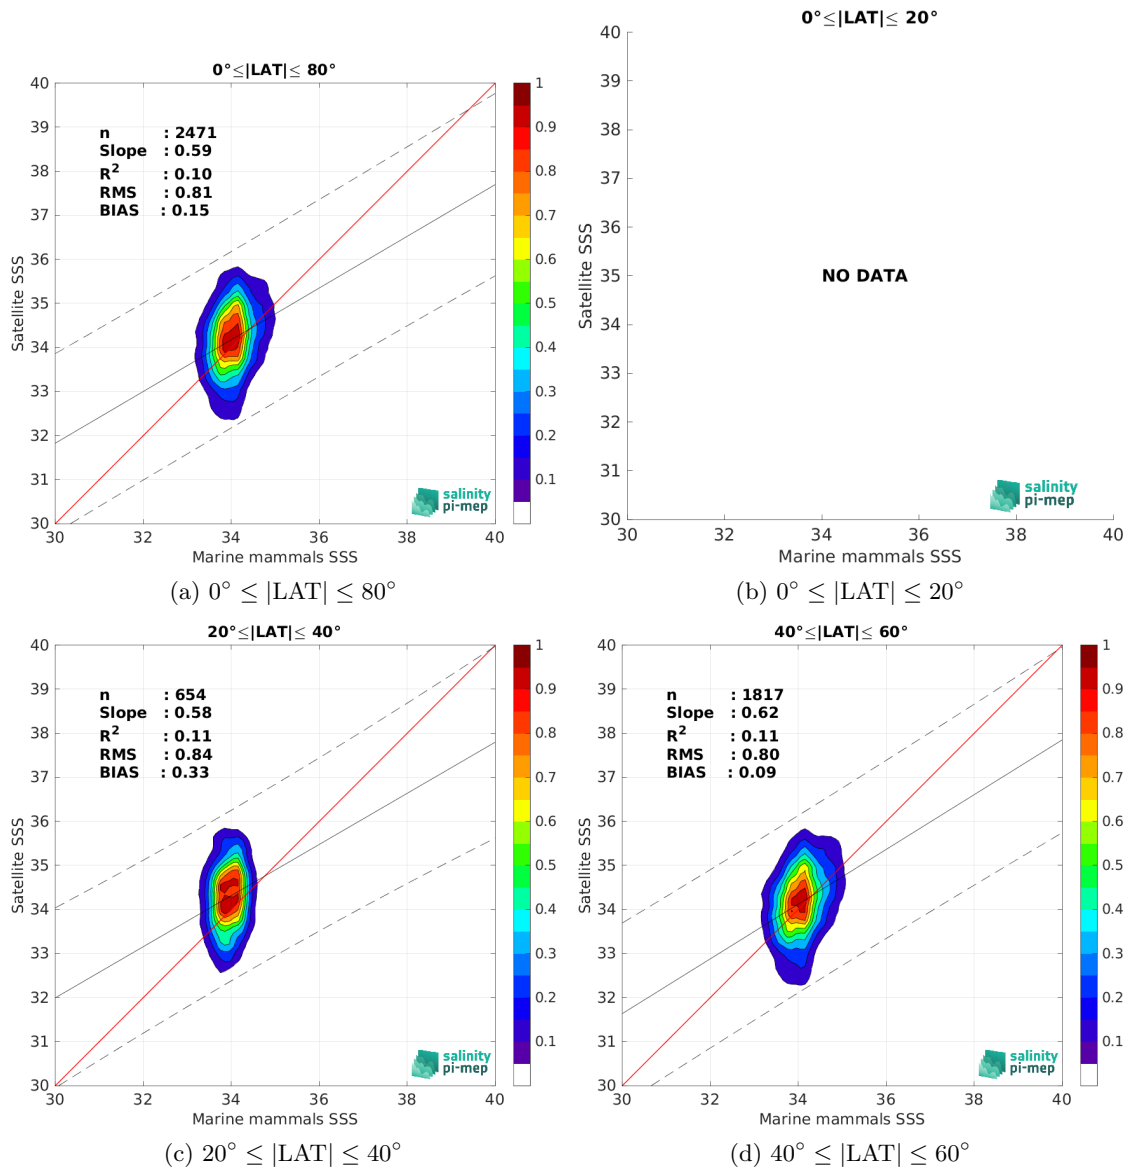 0°≤|LAT|≤ 80°
n : 2471
Slope : 0.59
R² : 0.10
RMS : 0.81
BIAS : 0.15
40
39
38
37
36
35
34
33
32
31
30
Satellite SSS
30 32 34 36 38 40
Marine mammals SSS
1
0.9
0.8
0.7
0.6
0.5
0.4
0.3
0.2
0.1
salinity
pi-mep
(a) 0° ≤ |LAT| ≤ 80°
0°≤|LAT|≤ 20°
40
39
38
37
36
35
34
33
32
31
30
Satellite SSS
NO DATA
30 32 34 36 38 40
Marine mammals SSS
salinity
pi-mep
(b) 0° ≤ |LAT| ≤ 20°
20°≤|LAT|≤ 40°
n : 654
Slope : 0.58
R² : 0.11
RMS : 0.84
BIAS : 0.33
40
39
38
37
36
35
34
33
32
31
30
Satellite SSS
30 32 34 36 38 40
Marine mammals SSS
1
0.9
0.8
0.7
0.6
0.5
0.4
0.3
0.2
0.1
salinity
pi-mep
(c) 20° ≤ |LAT| ≤ 40°
40°≤|LAT|≤ 60°
n : 1817
Slope : 0.62
R² : 0.11
RMS : 0.80
BIAS : 0.09
40
39
38
37
36
35
34
33
32
31
30
Satellite SSS
30 32 34 36 38 40
Marine mammals SSS
1
0.9
0.8
0.7
0.6
0.5
0.4
0.3
0.2
0.1
salinity
pi-mep
(d) 40° ≤ |LAT| ≤ 60°